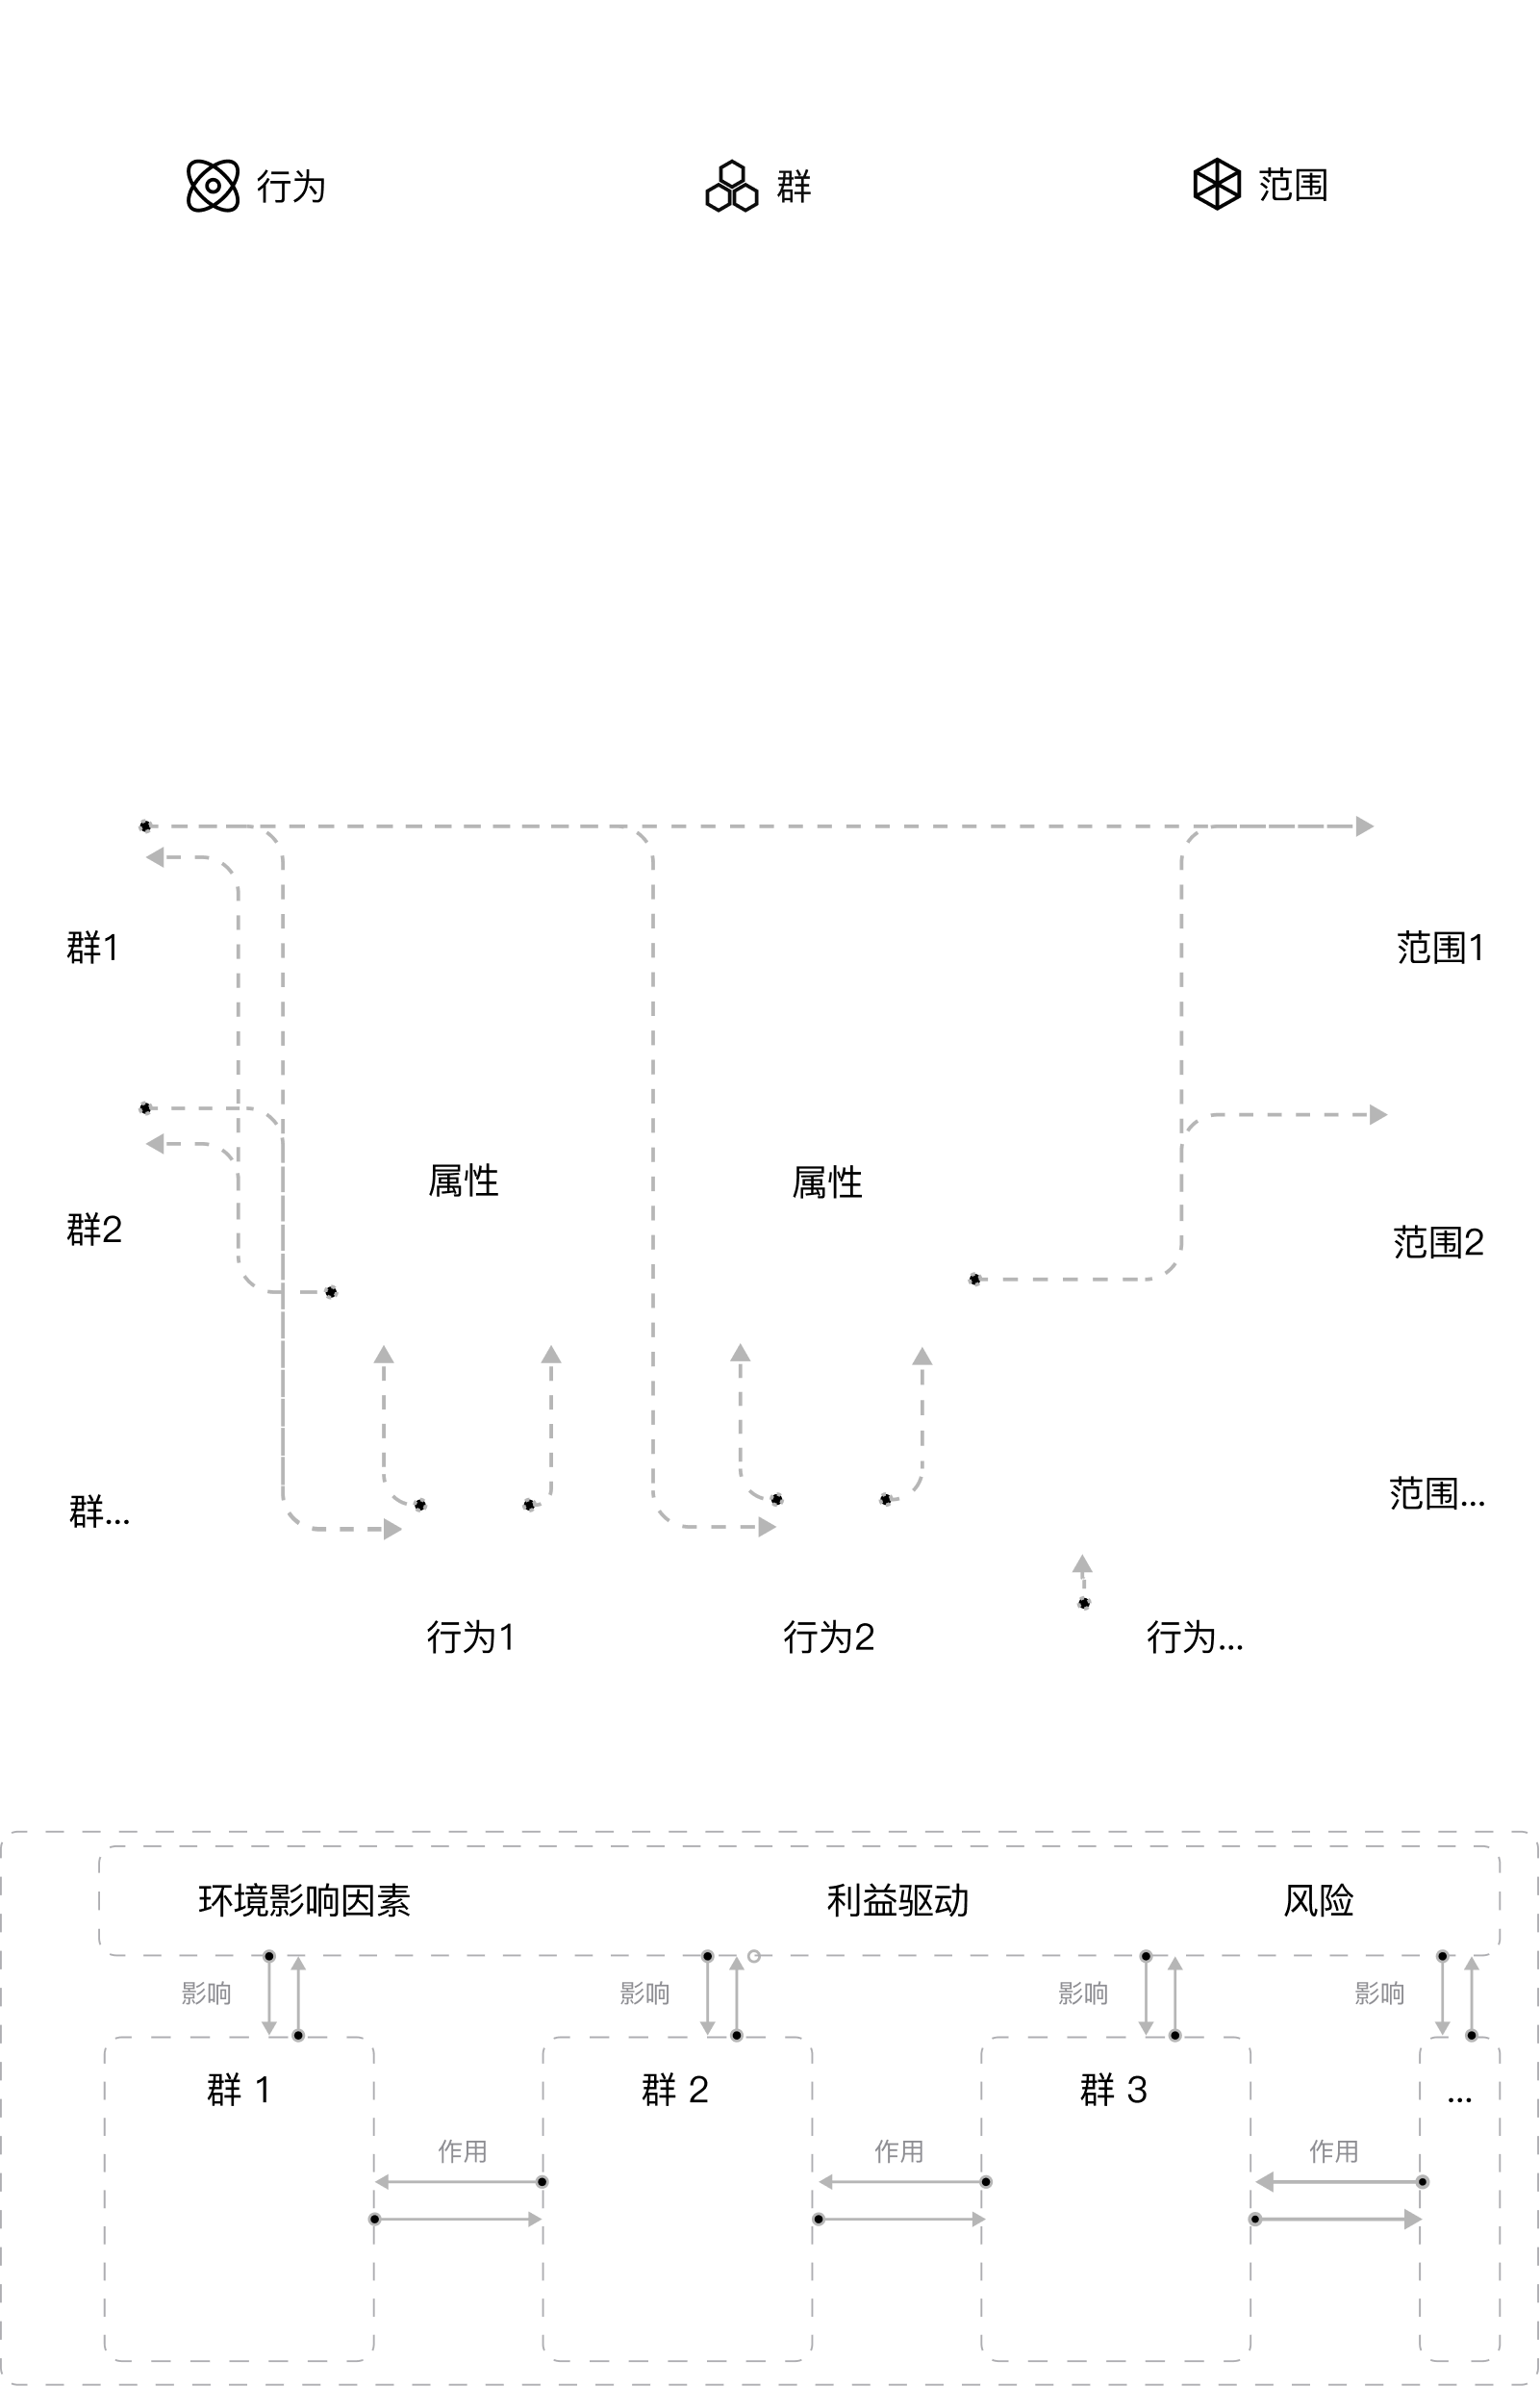 行为
群
范围
群1
范围1
属性
属性
群2
范围2
群...
范围...
行为1
行为2
行为...
环境影响因素
利益驱动
风险
影响
影响
影响
影响
群 1
群 2
群 3
...
作用
作用
作用